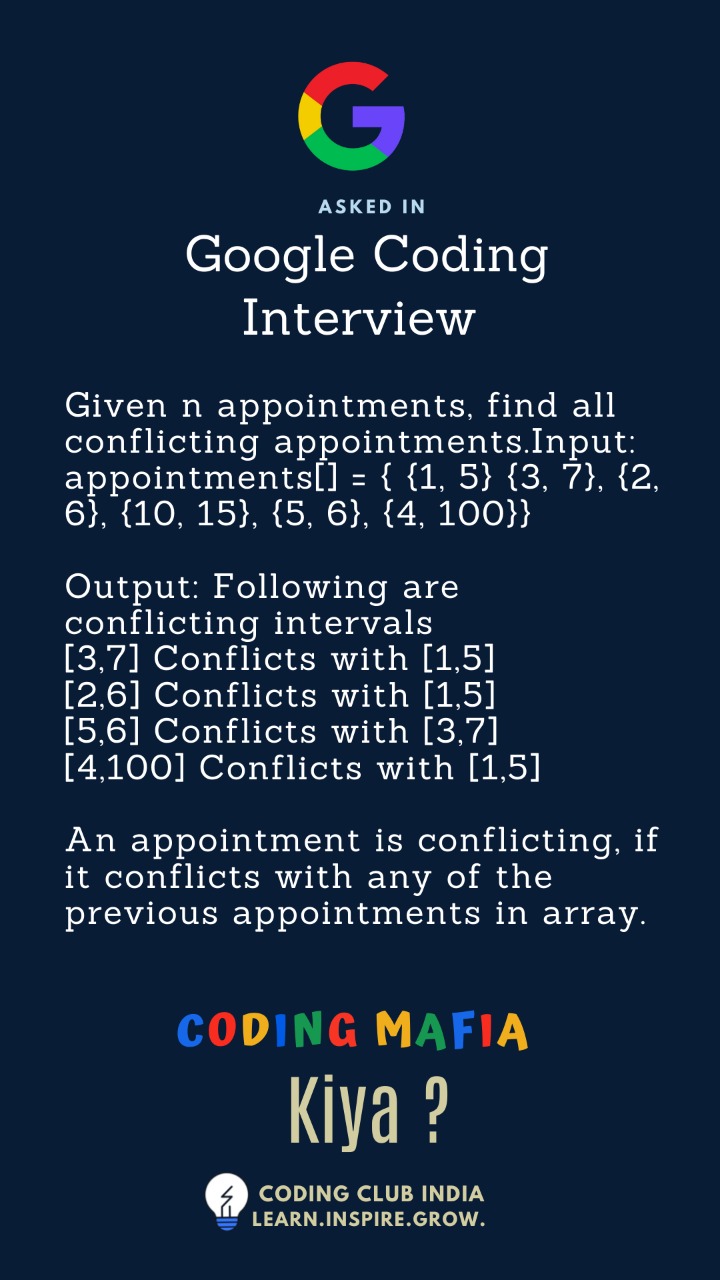 ASKED IN
Google Coding
Interview
Given n appointments, find all
conflicting appointments.Input:
appointments[] = { {1, 5} {3, 7}, {2,
6}, {10, 15}, {5, 6}, {4, 100}}
Output: Following are
conflicting intervals
[3,7] Conflicts with [1,5]
[2,6] Conflicts with [1,5]
[5,6] Conflicts with [3,7]
[4,100] Conflicts with [1,5]
An appointment is conflicting, if
it conflicts with any of the
previous appointments in array.
CODING MAFIA
Kiya ?
CODING CLUB INDIA
LEARN.INSPIRE.GROW.